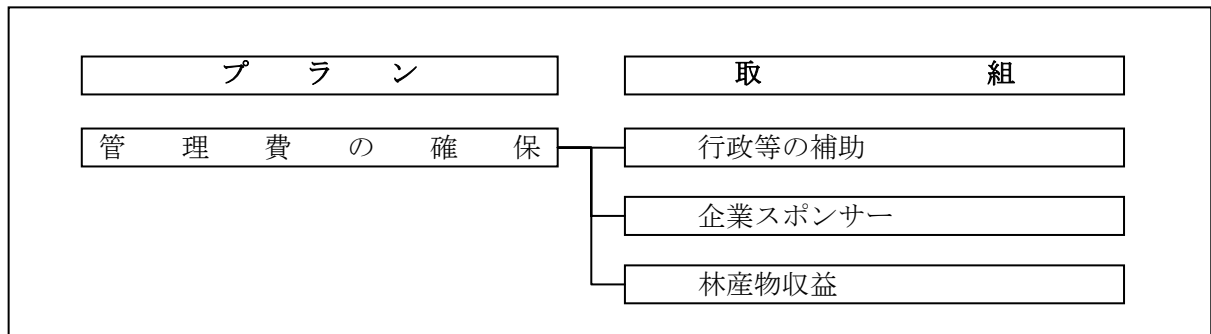 プラン
取組
管理費の確保
行政等の補助
企業スポンサー
林産物収益